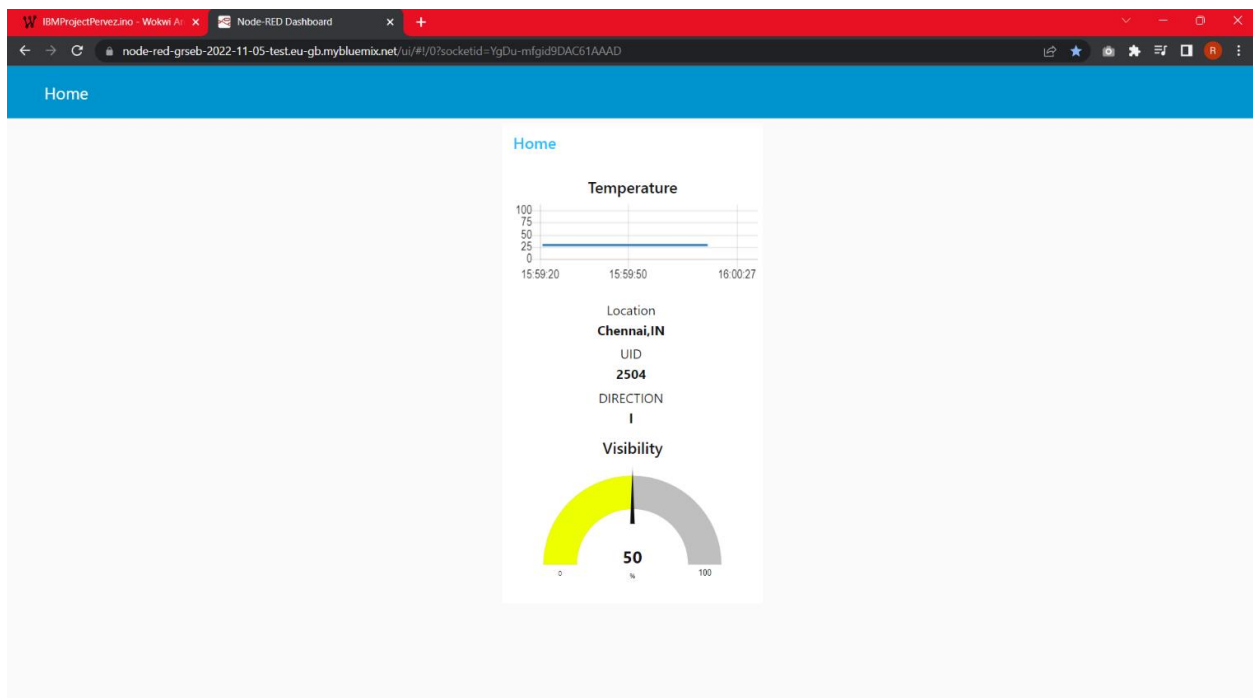 IBMProjectPervez.ino - Wokwi Ar
Node-RED Dashboard
node-red-grseb-2022-11-05-test.eu-gb.mybluemix.net/ui/#!/0?socketid=YgDu-mfgid9DAC61AAAD
R
Home
Home
Temperature
100
75
50
25
0
15:59:20 15:59:50 16:00:27
Location
Chennai,IN
UID
2504
DIRECTION
I
Visibility
50
0 % 100